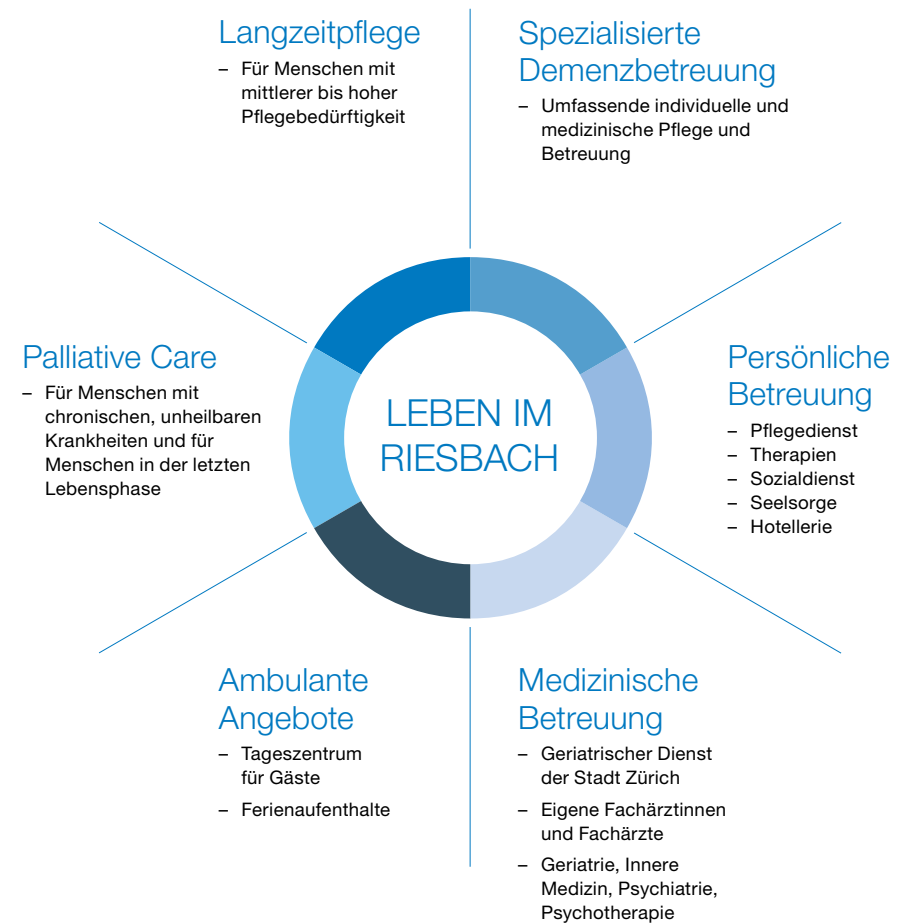 Langzeitpflege
– Für Menschen mit
mittlerer bis hoher
Pflegebedürftigkeit
Spezialisierte
Demenzbetreuung
– Umfassende individuelle und
medizinische Pflege und
Betreuung
Palliative Care
– Für Menschen mit
chronischen, unheilbaren
Krankheiten und für
Menschen in der letzten
Lebensphase
LEBEN IM
RIESBACH
Persönliche
Betreuung
– Pflegedienst
– Therapien
– Sozialdienst
– Seelsorge
– Hotellerie
Ambulante
Angebote
– Tageszentrum
für Gäste
– Ferienaufenthalte
Medizinische
Betreuung
– Geriatrischer Dienst
der Stadt Zürich
– Eigene Fachärztinnen
und Fachärzte
– Geriatrie, Innere
Medizin, Psychiatrie,
Psychotherapie